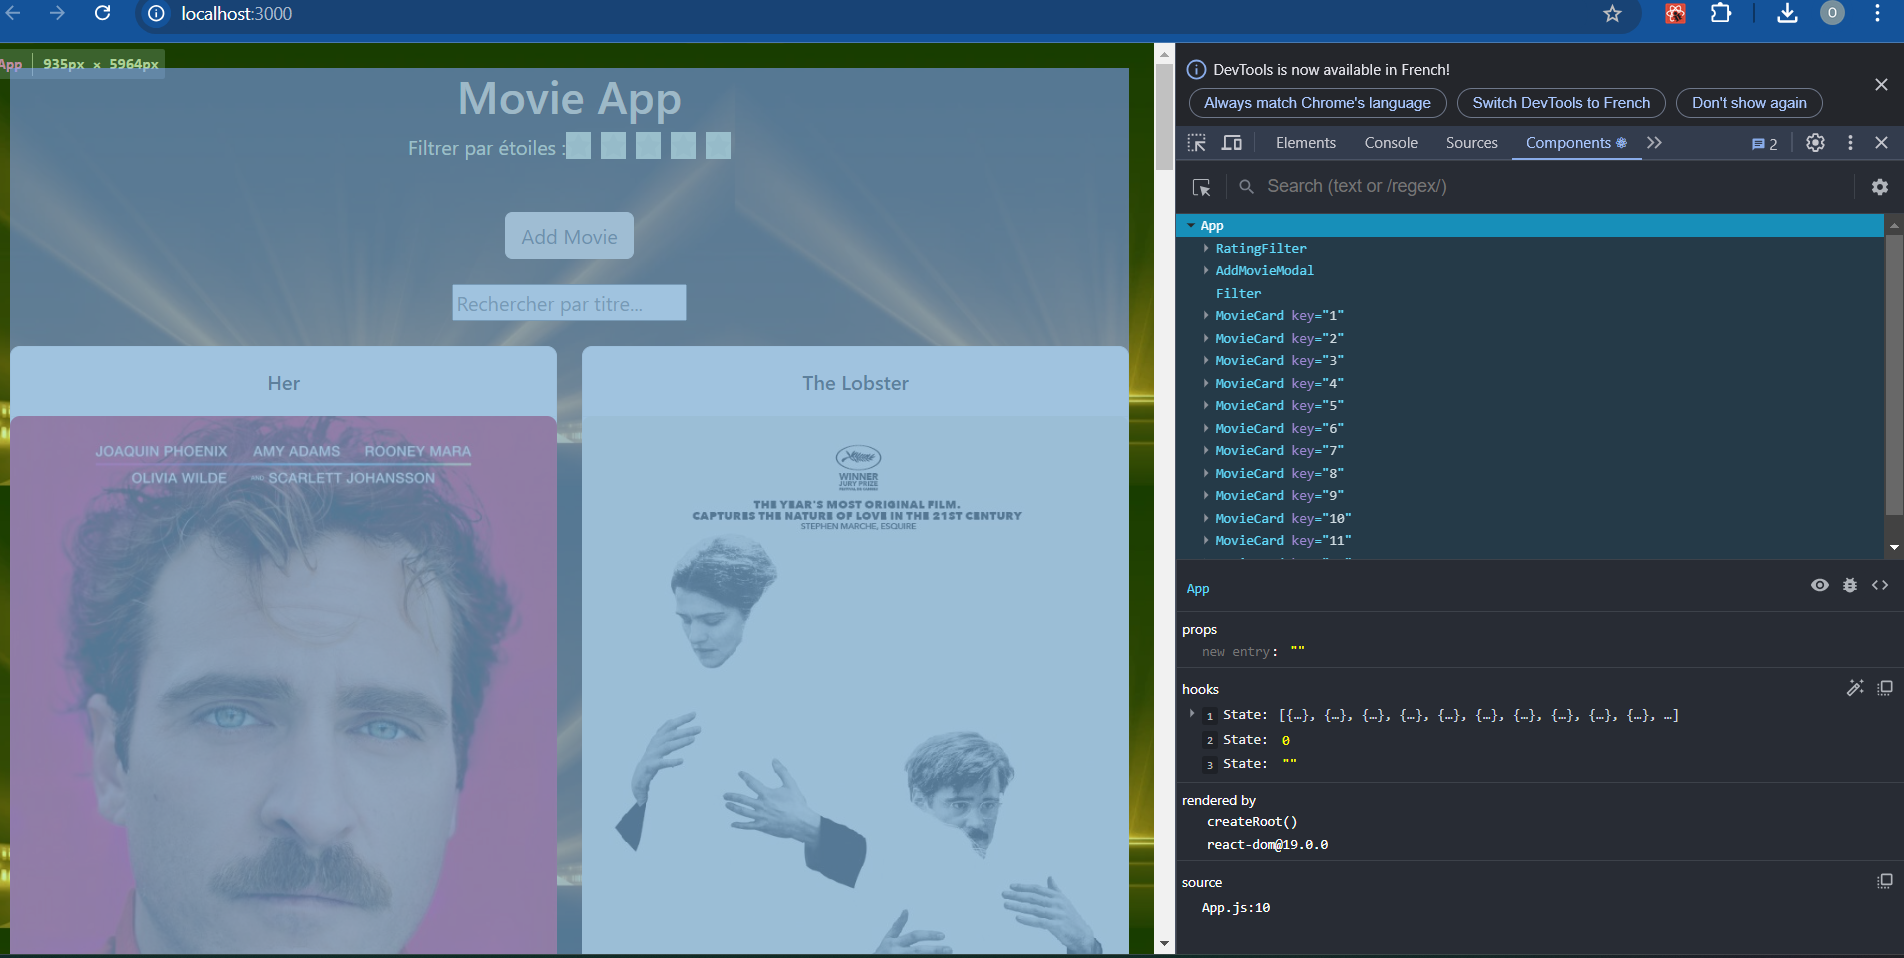 localhost:3000
O
App | 935px × 5964px
Movie App
Filtrer par étoiles :
Add Movie
Rechercher par titre...
Her
The Lobster
JOAQUIN PHOENIX AMY ADAMS ROONEY MARA
OLIVIA WILDE AND SCARLETT JOHANSSON
WINNER
JURY PRIZE
THE YEAR'S MOST ORIGINAL FILM.
CAPTURES THE NATURE OF LOVE IN THE 21ST CENTURY
STEPHEN MARCHE, ESQUIRE
DevTools is now available in French!
Always match Chrome's language
Switch DevTools to French
Don't show again
Elements Console Sources Components 2
Search (text or /regex/)
App
RatingFilter
AddMovieModal
Filter
MovieCard key="1"
MovieCard key="2"
MovieCard key="3"
MovieCard key="4"
MovieCard key="5"
MovieCard key="6"
MovieCard key="7"
MovieCard key="8"
MovieCard key="9"
MovieCard key="10"
MovieCard key="11"
App
props
new entry: ""
hooks
1 State: [{…}, {…}, {…}, {…}, {…}, {…}, {…}, {…}, {…}, {…}, …]
2 State: 0
3 State: ""
rendered by
createRoot()
react-dom@19.0.0
source
App.js:10